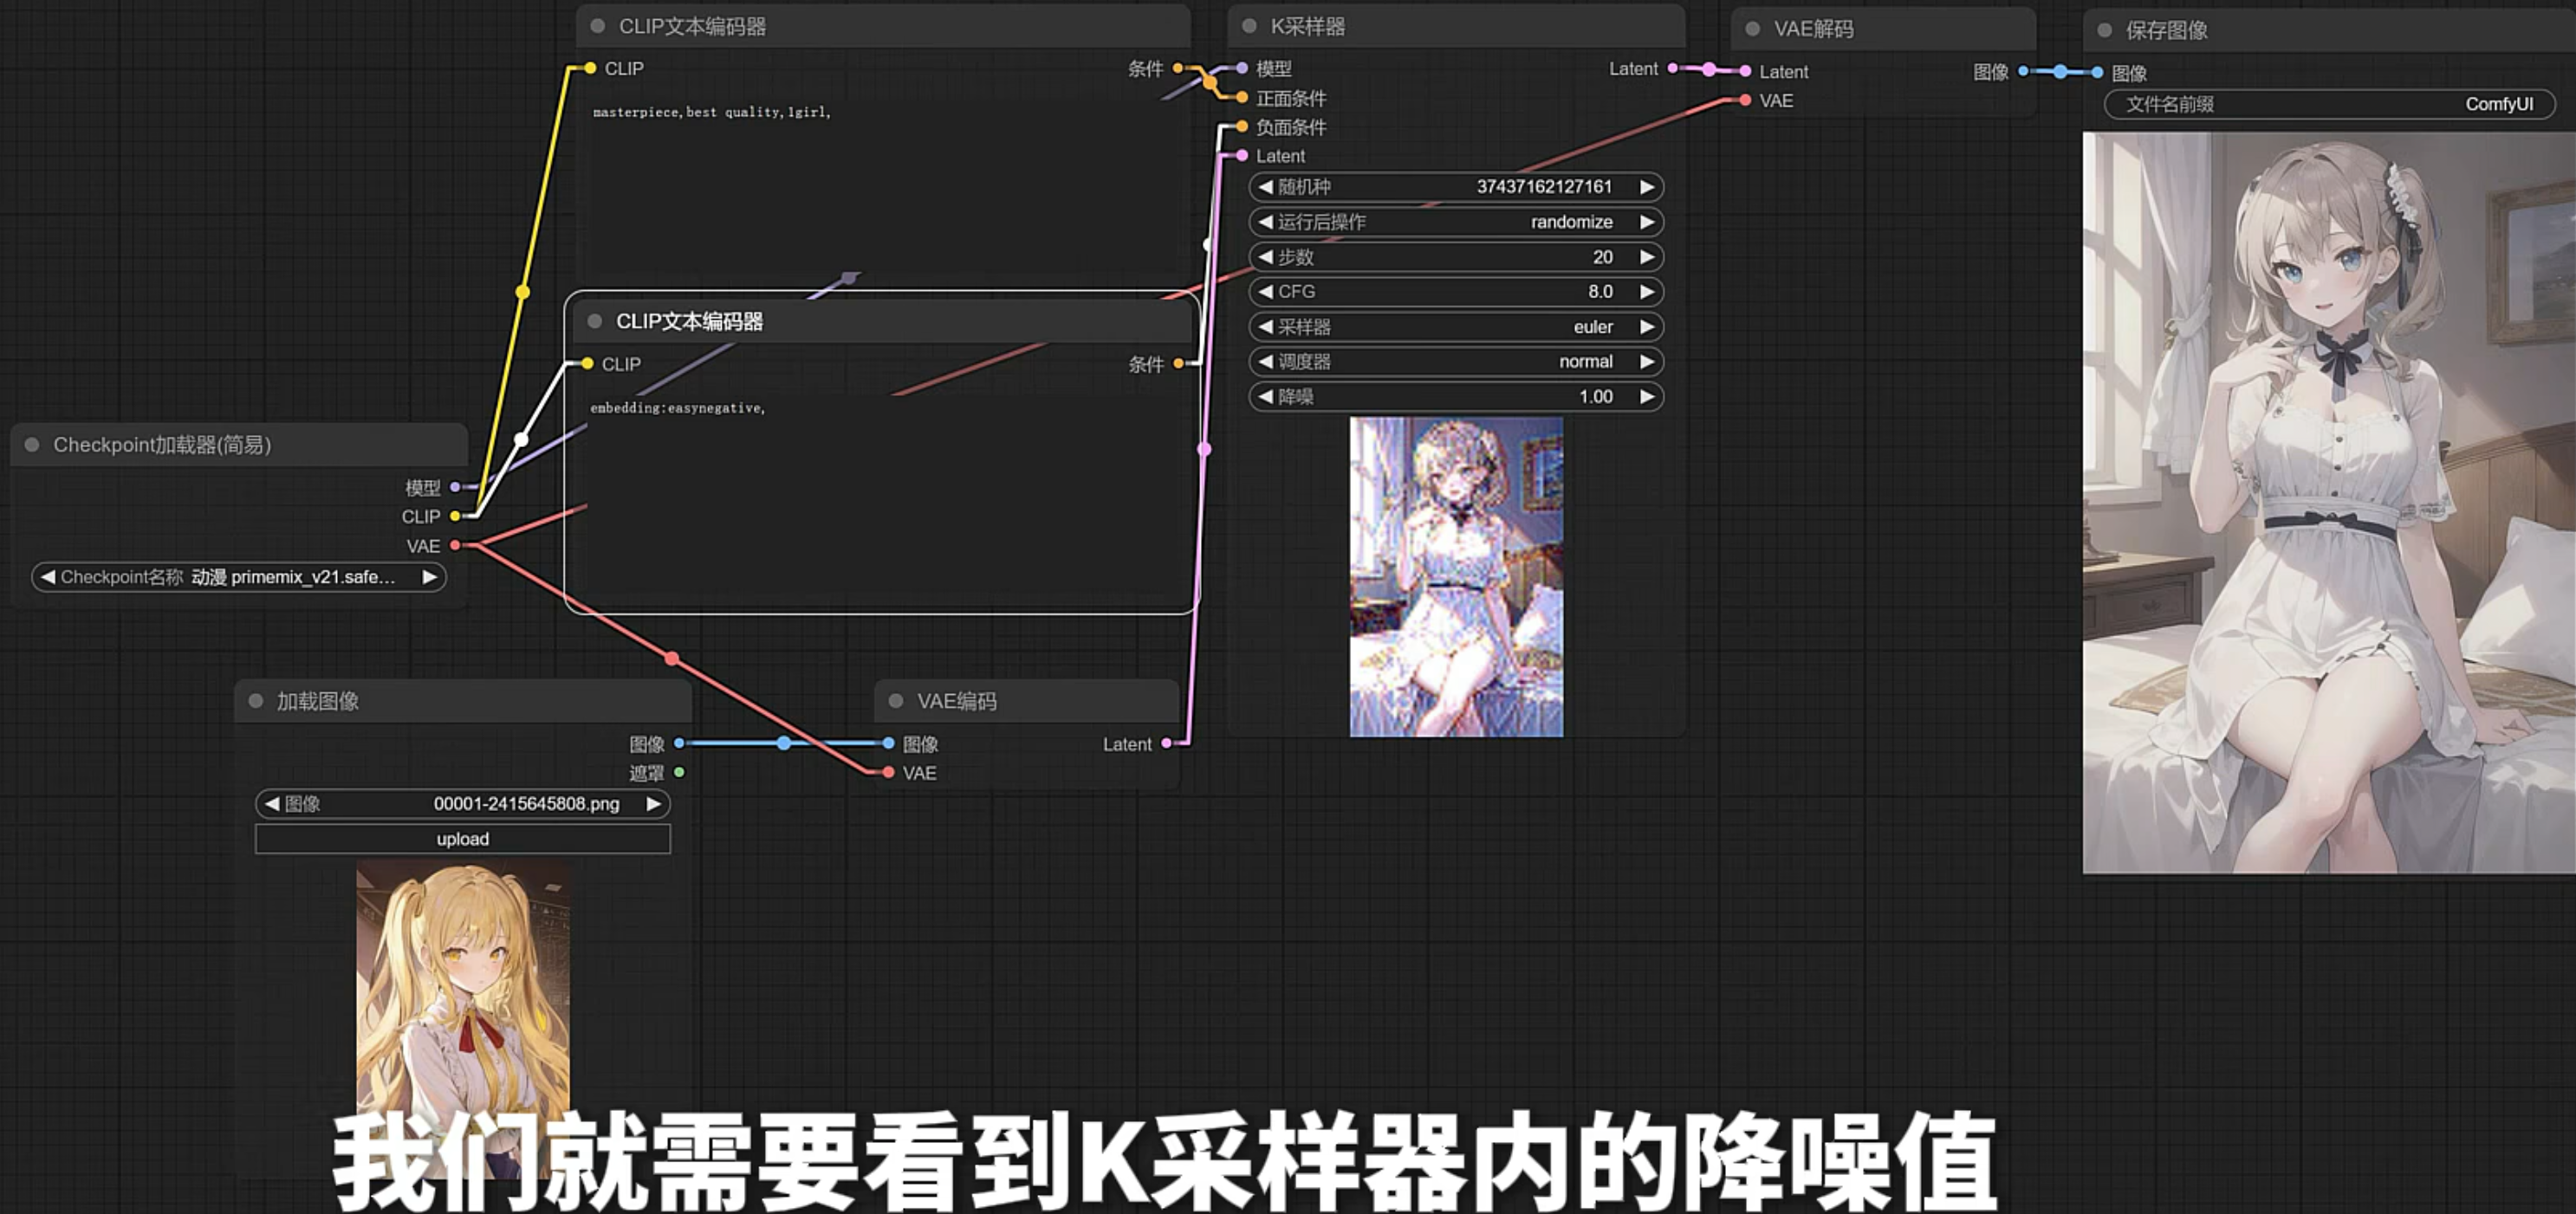 CLIP文本编码器
CLIP
条件
masterpiece,best quality,1girl,
CLIP文本编码器
CLIP
条件
embedding:easynegative,
Checkpoint加载器(简易)
模型
CLIP
VAE
Checkpoint名称 动漫 primemix_v21.safe...
加载图像
图像
遮罩
图像 00001-2415645808.png
upload
VAE编码
图像
Latent
VAE
K采样器
模型
Latent
正面条件
负面条件
Latent
随机种 37437162127161
运行后操作 randomize
步数 20
CFG 8.0
采样器 euler
调度器 normal
降噪 1.00
VAE解码
Latent
图像
VAE
保存图像
图像
文件名前缀 ComfyUI
我们就需要看到K采样器内的降噪值